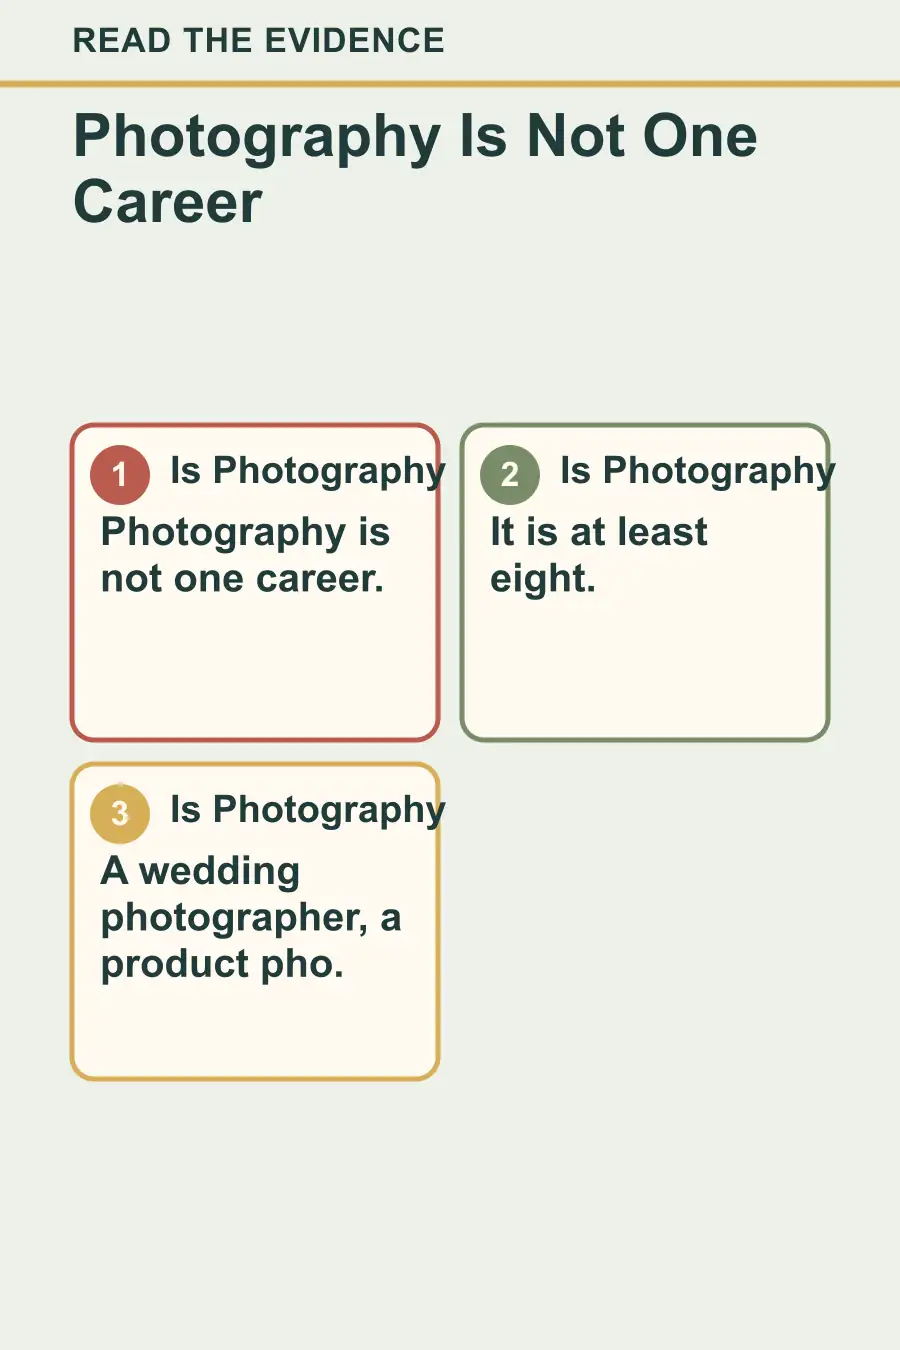 READ THE EVIDENCE
Photography Is Not One
Career
1 Is Photography
Photography is
not one career.
2 Is Photography
It is at least
eight.
3 Is Photography
A wedding
photographer, a
product pho.